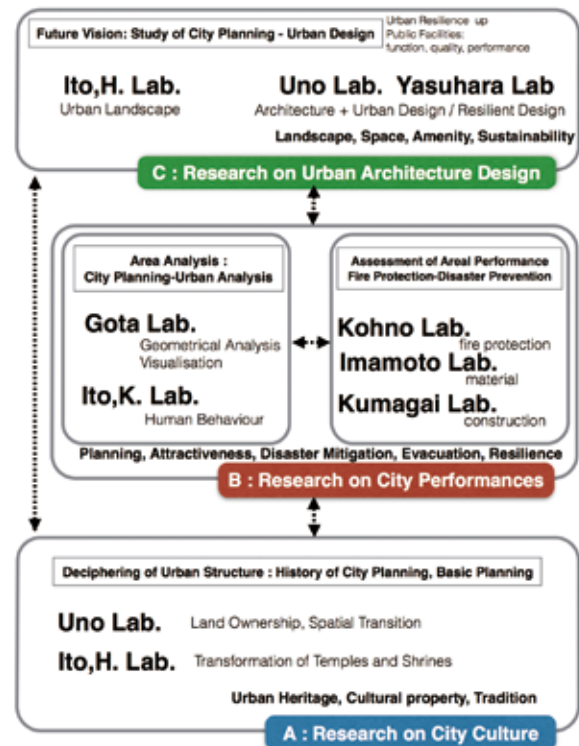 Future Vision: Study of City Planning - Urban Design
Urban Resilience up
Public Facilities:
function, quality, performance
Ito,H. Lab.
Urban Landscape
Uno Lab. Yasuhara Lab
Architecture + Urban Design / Resilient Design
Landscape, Space, Amenity, Sustainability
C : Research on Urban Architecture Design
Area Analysis :
City Planning-Urban Analysis
Gota Lab.
Geometrical Analysis
Visualisation
Ito,K. Lab.
Human Behaviour
Assessment of Areal Performance
Fire Protection-Disaster Prevention
Kohno Lab.
fire protection
Imamoto Lab.
material
Kumagai Lab.
construction
Planning, Attractiveness, Disaster Mitigation, Evacuation, Resilience
B : Research on City Performances
Deciphering of Urban Structure : History of City Planning, Basic Planning
Uno Lab. Land Ownership, Spatial Transition
Ito,H. Lab. Transformation of Temples and Shrines
Urban Heritage, Cultural property, Tradition
A : Research on City Culture